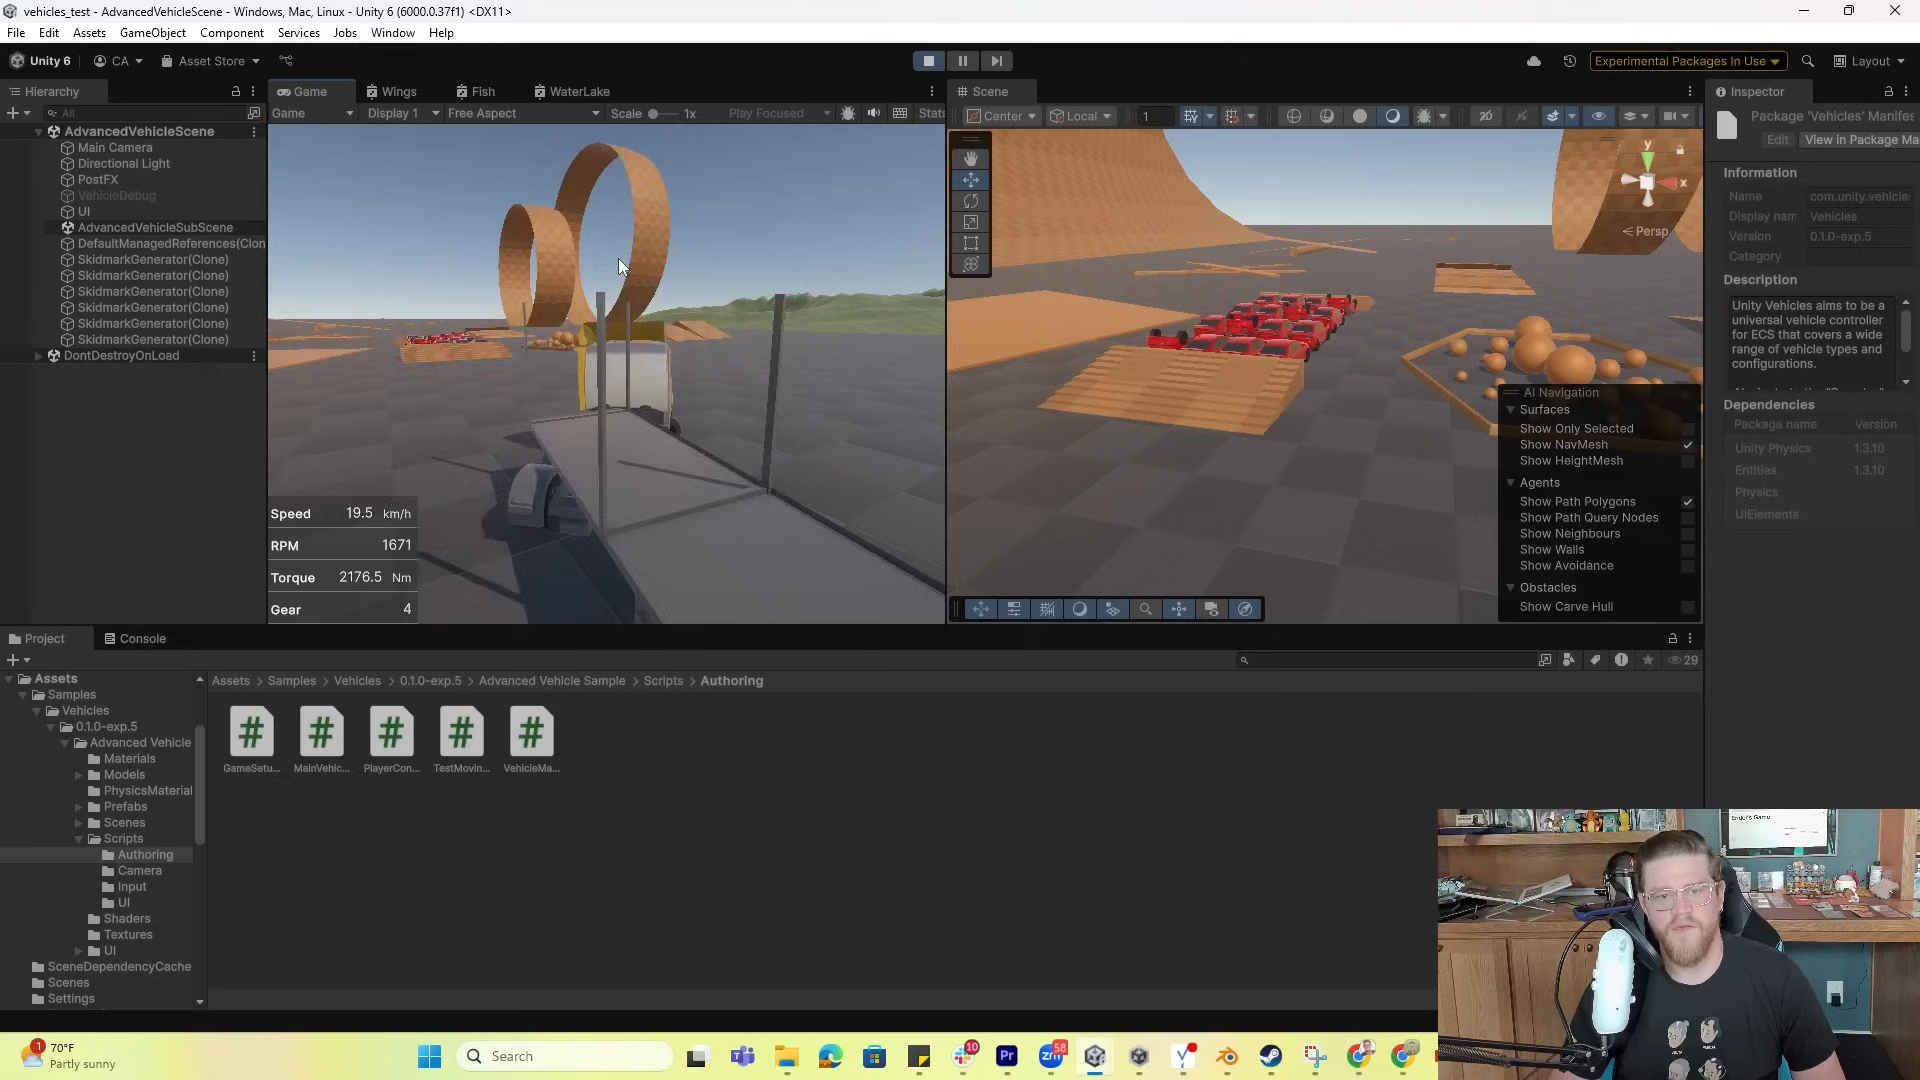 vehicles_test - AdvancedVehicleScene - Windows, Mac, Linux - Unity 6 (6000.0.37f1) <DX11>
File Edit Assets GameObject Component Services Jobs Window Help
Unity 6 CA Asset Store Experimental Packages In Use Layout
Hierarchy
All
AdvancedVehicleScene
Main Camera
Directional Light
PostFX
VehicleDebug
UI
AdvancedVehicleSubScene
DefaultManagedReferences(Clon
SkidmarkGenerator(Clone)
SkidmarkGenerator(Clone)
SkidmarkGenerator(Clone)
SkidmarkGenerator(Clone)
SkidmarkGenerator(Clone)
SkidmarkGenerator(Clone)
DontDestroyOnLoad
Game Wings Fish WaterLake
Game Display 1 Free Aspect Scale 1x Play Focused Stats
Speed 19.5 km/h
RPM 1671
Torque 2176.5 Nm
Gear 4
Scene
Center Local 1 2D
y
x
Persp
AI Navigation
Surfaces
Show Only Selected
Show NavMesh
Show HeightMesh
Agents
Show Path Polygons
Show Path Query Nodes
Show Neighbours
Show Walls
Show Avoidance
Obstacles
Show Carve Hull
Inspector
Package 'Vehicles' Manifes
Edit View in Package Ma
Information
Name com.unity.vehicle
Display nam Vehicles
Version 0.1.0-exp.5
Category
Description
Unity Vehicles aims to be a
universal vehicle controller
for ECS that covers a wide
range of vehicle types and
configurations.
Dependencies
Package name Version
Unity Physics 1.3.10
Entities 1.3.10
Physics
UIElements
Project Console
29
Assets
Samples
Vehicles
0.1.0-exp.5
Advanced Vehicle
Materials
Models
PhysicsMaterial
Prefabs
Scenes
Scripts
Authoring
Camera
Input
UI
Shaders
Textures
UI
SceneDependencyCache
Scenes
Settings
Assets > Samples > Vehicles > 0.1.0-exp.5 > Advanced Vehicle Sample > Scripts > Authoring
# # # # #
GameSetu... MainVehic... PlayerCon... TestMovin... VehicleMa...
Ender's Game
1
70°F
Partly sunny
Search
10
Pr
zm
58